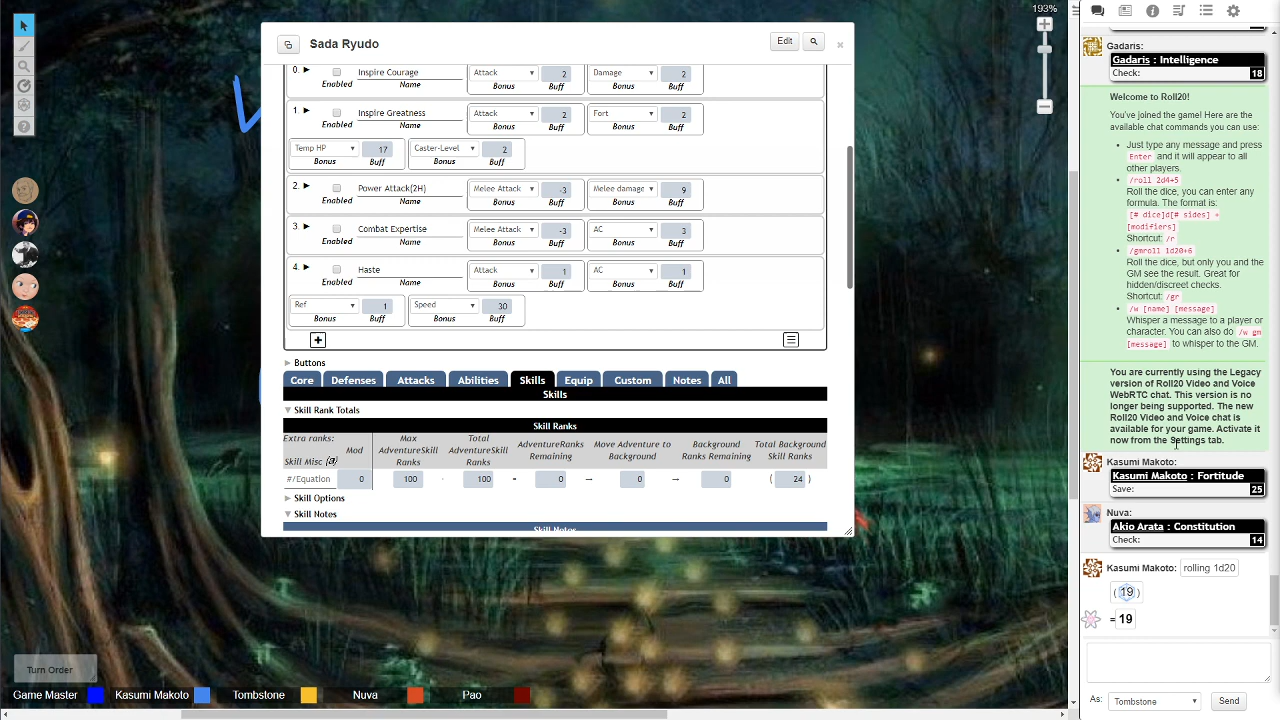 193%
Sada Ryudo
Edit
0. Inspire Courage Attack 2 Damage 2
Enabled Name Bonus Buff Bonus Buff
1 Inspire Greatness Attack 2 Fort 2
Enabled Name Bonus Buff Bonus Buff
Temp HP 17 Caster-Level 2
Bonus Buff Bonus Buff
2. Power Attack(2H) Melee Attack -3 Melee damage 9
Enabled Name Bonus Buff Bonus Buff
3 Combat Expertise Melee Attack -3 AC 3
Enabled Name Bonus Buff Bonus Buff
4. Haste Attack 1 AC 1
Enabled Name Bonus Buff Bonus Buff
Ref 1 Speed 30
Bonus Buff Bonus Buff
Buttons
Core Defenses Attacks Abilities Skills Equip Custom Notes All
Skills
Skill Rank Totals
Skill Ranks
Extra ranks: Mod
Skill Misc (a)
Max AdventureSkill Ranks
Total AdventureSkill Ranks
AdventureRanks Remaining
Move Adventure to Background
Background Ranks Remaining
Total Background Skill Ranks
#/Equation 0 100 - 100 = 0 → 0 → 0 ( 24 )
Skill Options
Skill Notes
Skill Notes
Turn Order
Game Master Kasumi Makoto Tombstone Nuva Pao
Gadaris:
Gadaris : Intelligence
Check: 18
Welcome to Roll20!
You've joined the game! Here are the
available chat commands you can use:
Just type any message and press
Enter and it will appear to all
other players.
/roll 2d4+5
Roll the dice, you can enter any
formula. The format is:
[# dice]d[# sides] +
[modifiers]
Shortcut: /r
/gmroll 1d20+6
Roll the dice, but only you and the
GM see the result. Great for
hidden/discreet checks.
Shortcut: /gr
/w [name] [message]
Whisper a message to a player or
character. You can also do /w gm
[message] to whisper to the GM.
You are currently using the Legacy
version of Roll20 Video and Voice
WebRTC chat. This version is no
longer being supported. The new
Roll20 Video and Voice chat is
available for your game. Activate it
now from the Settings tab.
Kasumi Makoto:
Kasumi Makoto : Fortitude
Save: 25
Nuva:
Akio Arata : Constitution
Check: 14
Kasumi Makoto: rolling 1d20
(19)
=19
As: Tombstone Send